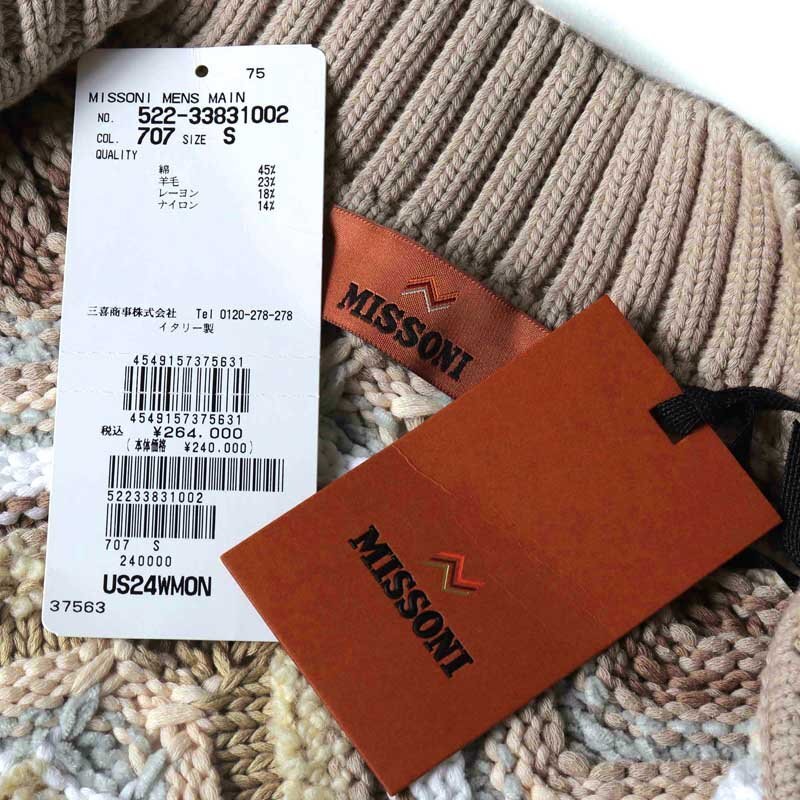 75
MISSONI MENS MAIN
NO. 522-33831002
COL. 707 SIZE S
QUALITY
綿 45%
羊毛 23%
レーヨン 18%
ナイロン 14%
三喜商事株式会社 Tel 0120-278-278
イタリー製
4549157375631
4549157375631
税込 ¥264.000
(本体価格 ¥240.000)
52233831002
707 S
240000
US24WMON
37563
MISSONI
MISSONI